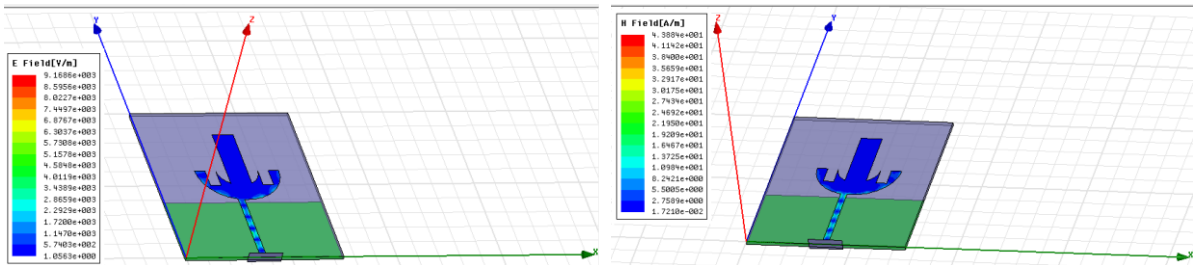 Y
Z
E Field[V/m]
9.1686e+003
8.5956e+003
8.0227e+003
7.4497e+003
6.8767e+003
6.3037e+003
5.7308e+003
5.1578e+003
4.5848e+003
4.0119e+003
3.4389e+003
2.8659e+003
2.2929e+003
1.7200e+003
1.1470e+003
5.7403e+002
1.0563e+000
X
Z
Y
H Field[A/m]
4.3884e+001
4.1142e+001
3.8400e+001
3.5659e+001
3.2917e+001
3.0175e+001
2.7434e+001
2.4692e+001
2.1950e+001
1.9209e+001
1.6467e+001
1.3725e+001
1.0984e+001
8.2421e+000
5.5005e+000
2.7589e+000
1.7210e-002
X